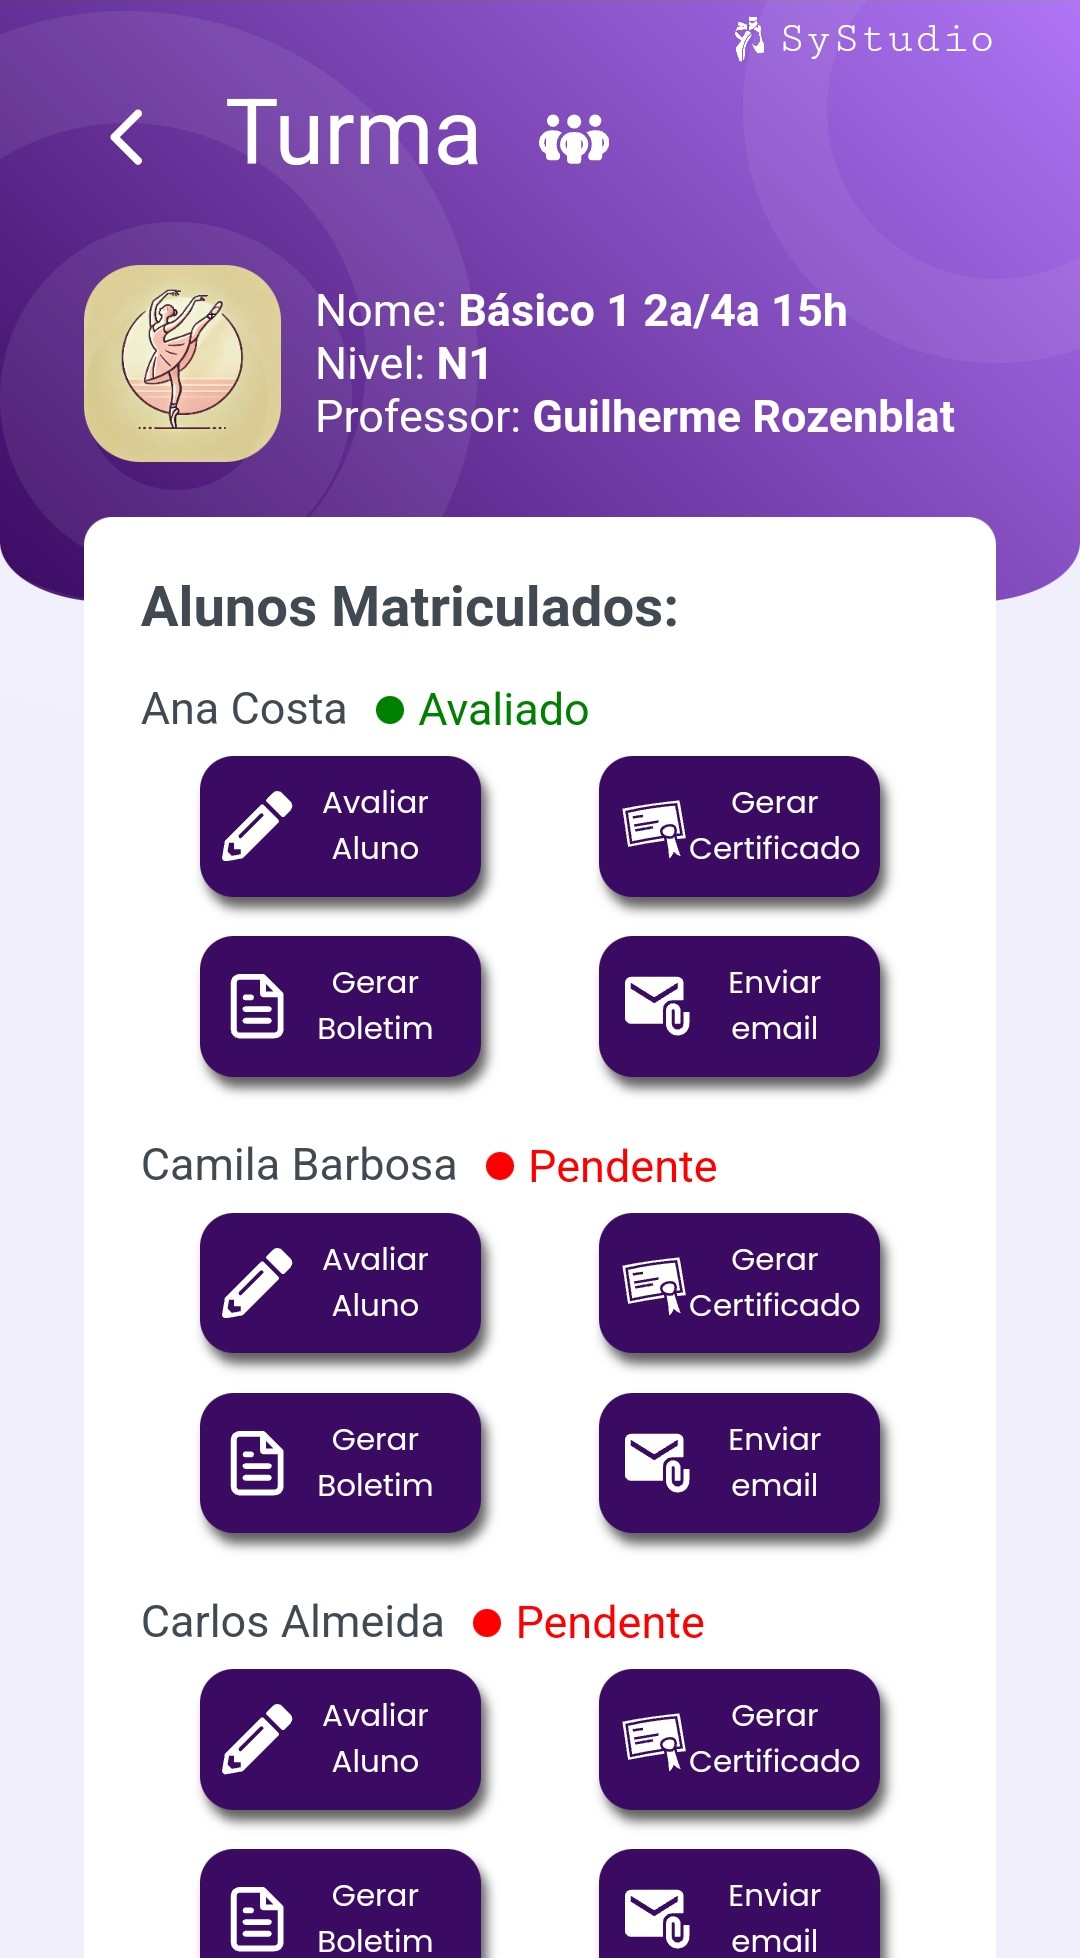 SyStudio
Turma
Nome: Básico 1 2a/4a 15h
Nivel: N1
Professor: Guilherme Rozenblat
Alunos Matriculados:
Ana Costa Avaliado
Avaliar
Aluno
Gerar
Certificado
Gerar
Boletim
Enviar
email
Camila Barbosa Pendente
Avaliar
Aluno
Gerar
Certificado
Gerar
Boletim
Enviar
email
Carlos Almeida Pendente
Avaliar
Aluno
Gerar
Certificado
Gerar
Boletim
Enviar
email